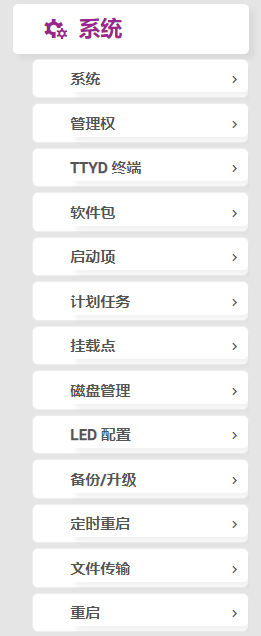 系统
系统
管理权
TTYD 终端
软件包
启动项
计划任务
挂载点
磁盘管理
LED 配置
备份/升级
定时重启
文件传输
重启